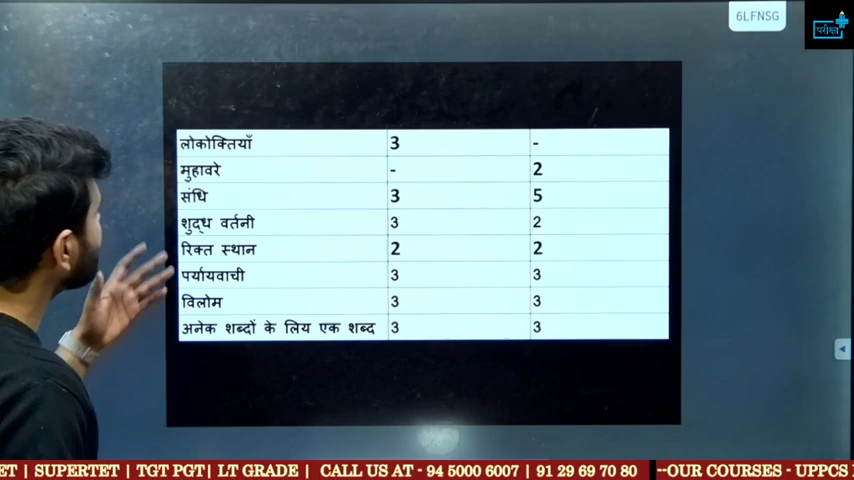 6LFNSG
परीक्षा
लोकोक्तियाँ 3 -
मुहावरे - 2
संधि 3 5
शुद्ध वर्तनी 3 2
रिक्त स्थान 2 2
पर्यायवाची 3 3
विलोम 3 3
अनेक शब्दों के लिय एक शब्द 3 3
ET | SUPERTET | TGT PGT| LT GRADE | CALL US AT - 94 5000 6007 | 91 29 69 70 80 --OUR COURSES - UPPCS